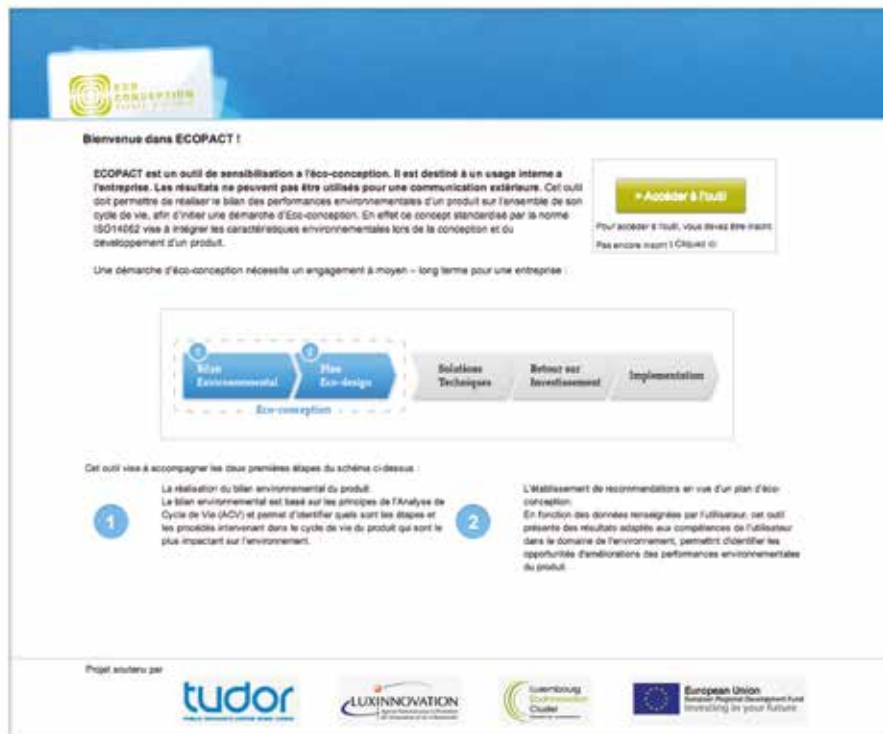 ECO
CONCEPTION
Bienvenue dans ECOPACT !
ECOPACT est un outil de sensibilisation a l'éco-conception. Il est destiné à un usage interne a
l'entreprise. Les résultats ne peuvent pas être utilisés pour une communication extérieure. Cet outil
doit permettre de réaliser le bilan des performances environnementales d'un produit sur l'ensemble de son
cycle de vie, afin d'initier une démarche d'Eco-conception. En effet ce concept standardisé par la norme
ISO14062 vise à intégrer les caractéristiques environnementales lors de la conception et du
développement d'un produit.
» Accéder à l'outil
Pour accéder à l'outil, vous devez être inscrit.
Pas encore inscrit ! Cliquez ici
Une démarche d'éco-conception nécessite un engagement à moyen – long terme pour une entreprise :
1
Bilan
Environnemental
2
Plan
Eco-design
Solutions
Techniques
Retour sur
Investissement
Implementation
Eco-conception
Cet outil vise à accompagner les deux premières étapes du schéma ci-dessus :
1
La réalisation du bilan environnemental du produit:
Le bilan environnemental est basé sur les principes de l'Analyse de
Cycle de Vie (ACV) et permet d'identifier quels sont les étapes et
les procédés intervenant dans le cycle de vie du produit qui sont le
plus impactant sur l'environnement.
2
L'établissement de recommandations en vue d'un plan d'éco-
conception:
En fonction des données renseignées par l'utilisateur, cet outil
présente des résultats adaptés aux compétences de l'utilisateur
dans le domaine de l'environnement, permettnt d'identifier les
opportunités d'améliorations des performances environnementales
du produit.
Projet soutenu par
tudor
PUBLIC RESEARCH CENTRE HENRI TUDOR
LUXINNOVATION
Luxembourg
EcoInnovation
Cluster
European Union
European Regional Development Fund
Investing in your future